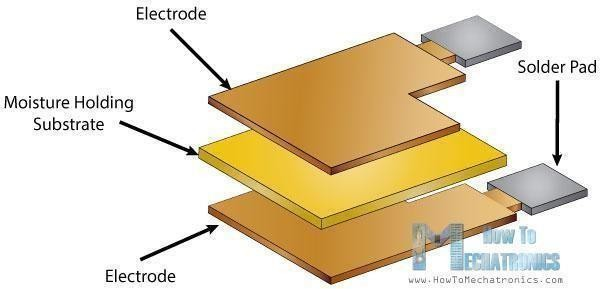 Electrode
Solder Pad
Moisture Holding
Substrate
Electrode
How To
Mechatronics
www.HowToMechatronics.com